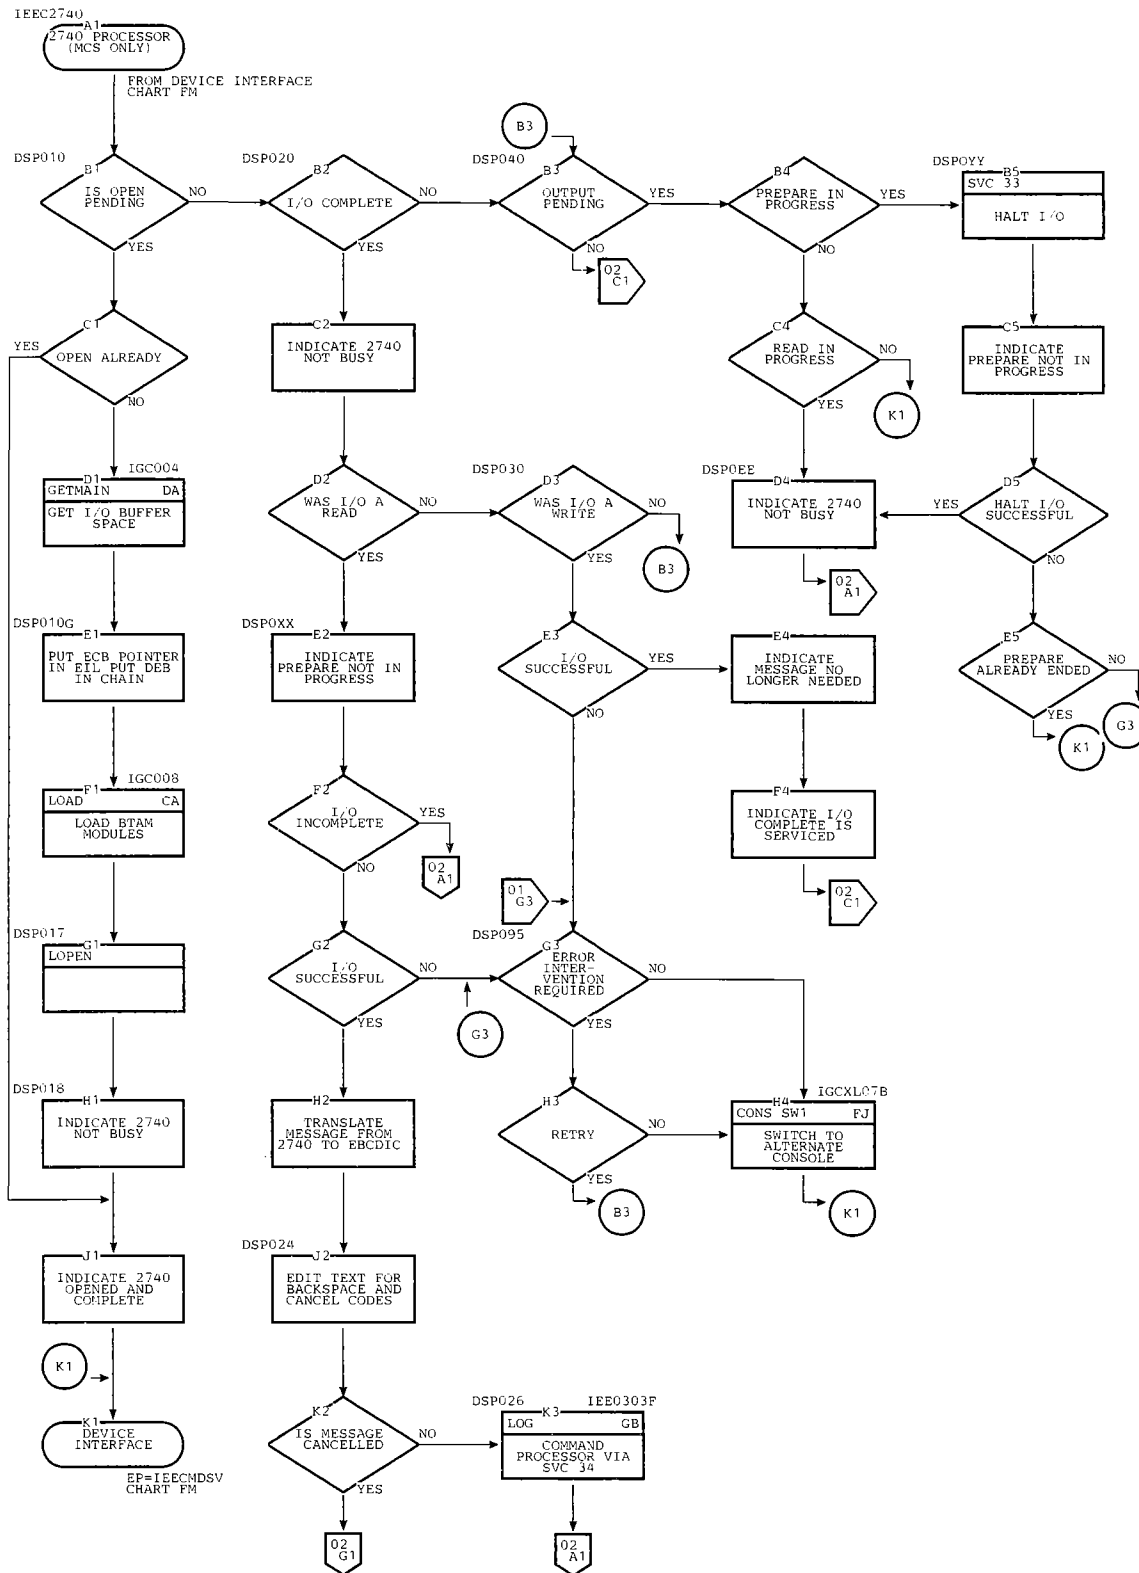 IEEC2740
A1
2740 PROCESSOR
(MCS ONLY)
FROM DEVICE INTERFACE
CHART FM
DSP010
B1
IS OPEN
PENDING
NO
YES
DSP020
B2
I/O COMPLETE
NO
YES
B3
DSP040
B3
OUTPUT
PENDING
YES
NO
02
C1
B4
PREPARE IN
PROGRESS
YES
NO
DSP0YY
B5
SVC 33
HALT I/O
C1
YES
OPEN ALREADY
NO
C2
INDICATE 2740
NOT BUSY
C4
READ IN
PROGRESS
NO
YES
K1
C5
INDICATE
PREPARE NOT IN
PROGRESS
IGC004
D1
GETMAIN DA
GET I/O BUFFER
SPACE
D2
WAS I/O A
READ
NO
YES
DSP030
D3
WAS I/O A
WRITE
NO
YES
B3
DSP0EE
D4
INDICATE 2740
NOT BUSY
02
A1
D5
YES
HALT I/O
SUCCESSFUL
NO
DSP010G
E1
PUT ECB POINTER
IN EIL PUT DEB
IN CHAIN
DSP0XX
E2
INDICATE
PREPARE NOT IN
PROGRESS
E3
I/O
SUCCESSFUL
YES
NO
E4
INDICATE
MESSAGE NO
LONGER NEEDED
E5
PREPARE
ALREADY ENDED
NO
YES
K1
G3
IGC008
F1
LOAD CA
LOAD BTAM
MODULES
F2
I/O
INCOMPLETE
YES
NO
02
A1
F4
INDICATE I/O
COMPLETE IS
SERVICED
02
C1
01
G3
DSP017
G1
LOPEN
G2
I/O
SUCCESSFUL
NO
YES
G3
DSP095
G3
ERROR
INTER-
VENTION
REQUIRED
NO
YES
DSP018
H1
INDICATE 2740
NOT BUSY
H2
TRANSLATE
MESSAGE FROM
2740 TO EBCDIC
H3
RETRY
NO
YES
B3
IGCXL07B
H4
CONS SW1 FJ
SWITCH TO
ALTERNATE
CONSOLE
K1
J1
INDICATE 2740
OPENED AND
COMPLETE
DSP024
J2
EDIT TEXT FOR
BACKSPACE AND
CANCEL CODES
K1
K1
DEVICE
INTERFACE
EP=IEECMDSV
CHART FM
K2
IS MESSAGE
CANCELLED
NO
YES
02
G1
DSP026
IEE0303F
K3
LOG GB
COMMAND
PROCESSOR VIA
SVC 34
02
A1